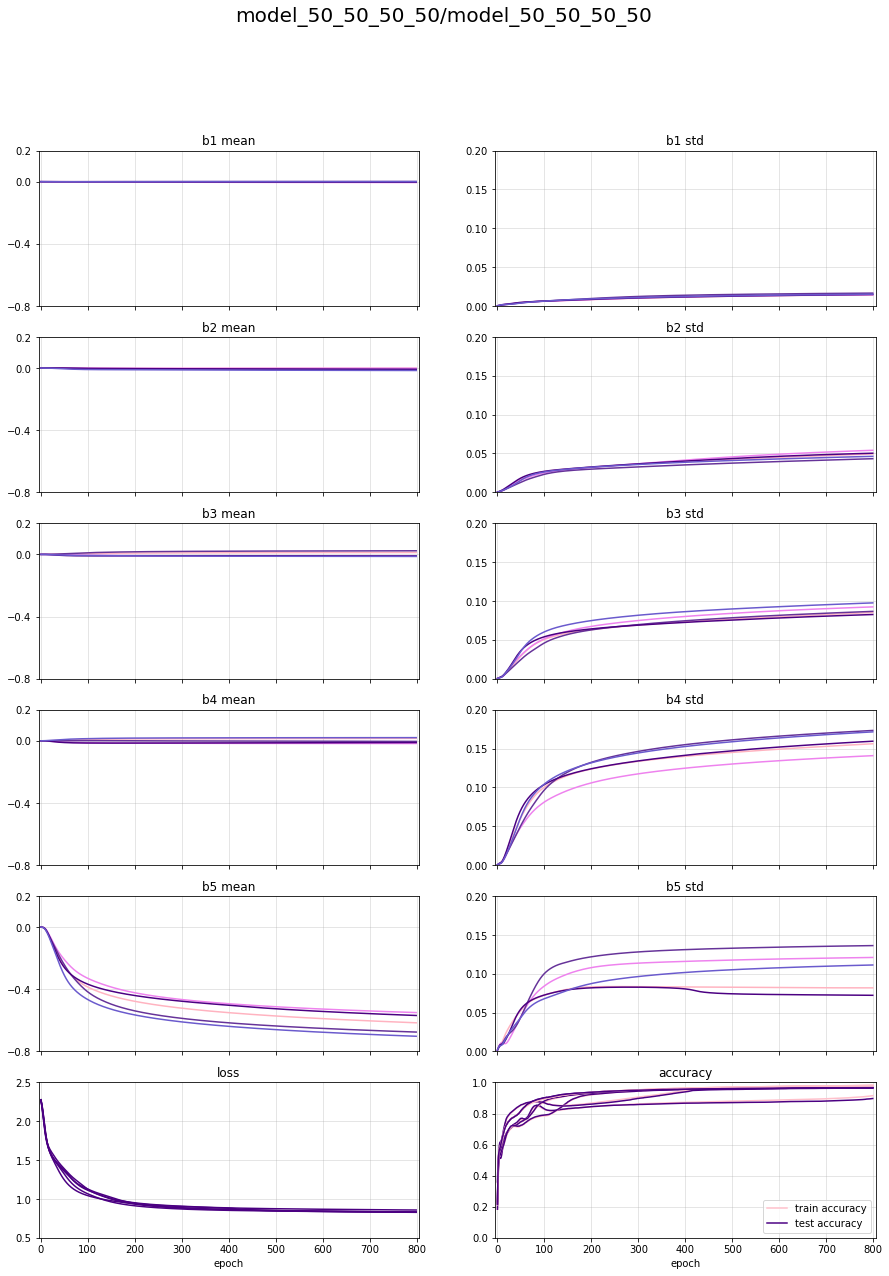 model_50_50_50_50/model_50_50_50_50
b1 mean
b1 std
0.2
0.0
−0.4
−0.8
0.20
0.15
0.10
0.05
0.00
b2 mean
b2 std
0.2
0.0
−0.4
−0.8
0.20
0.15
0.10
0.05
0.00
b3 mean
b3 std
0.2
0.0
−0.4
−0.8
0.20
0.15
0.10
0.05
0.00
b4 mean
b4 std
0.2
0.0
−0.4
−0.8
0.20
0.15
0.10
0.05
0.00
b5 mean
b5 std
0.2
0.0
−0.4
−0.8
0.20
0.15
0.10
0.05
0.00
loss
accuracy
2.5
2.0
1.5
1.0
0.5
0 100 200 300 400 500 600 700 800
epoch
1.0
0.8
0.6
0.4
0.2
0.0
train accuracy
test accuracy
0 100 200 300 400 500 600 700 800
epoch